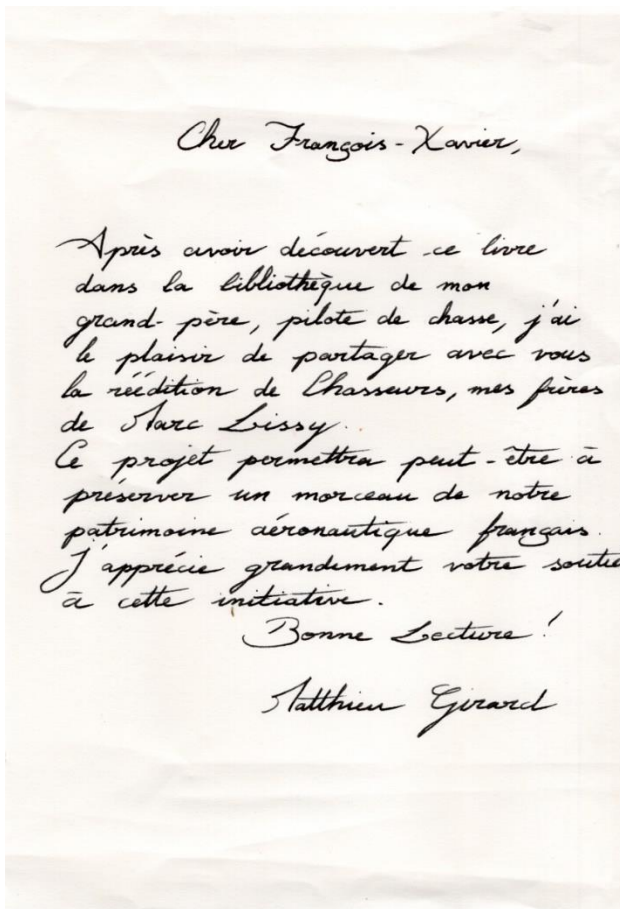 Cher François-Xavier,
Après avoir découvert ce livre
dans la bibliothèque de mon
grand-père, pilote de chasse, j'ai
le plaisir de partager avec vous
la réédition de Chasseurs, mes frères
de Marc Lissy.
Ce projet permettra peut-être à
préserver un morceau de notre
patrimoine aéronautique français.
J'apprécie grandement votre soutie
à cette initiative.
Bonne Lecture !
Matthieu Girard